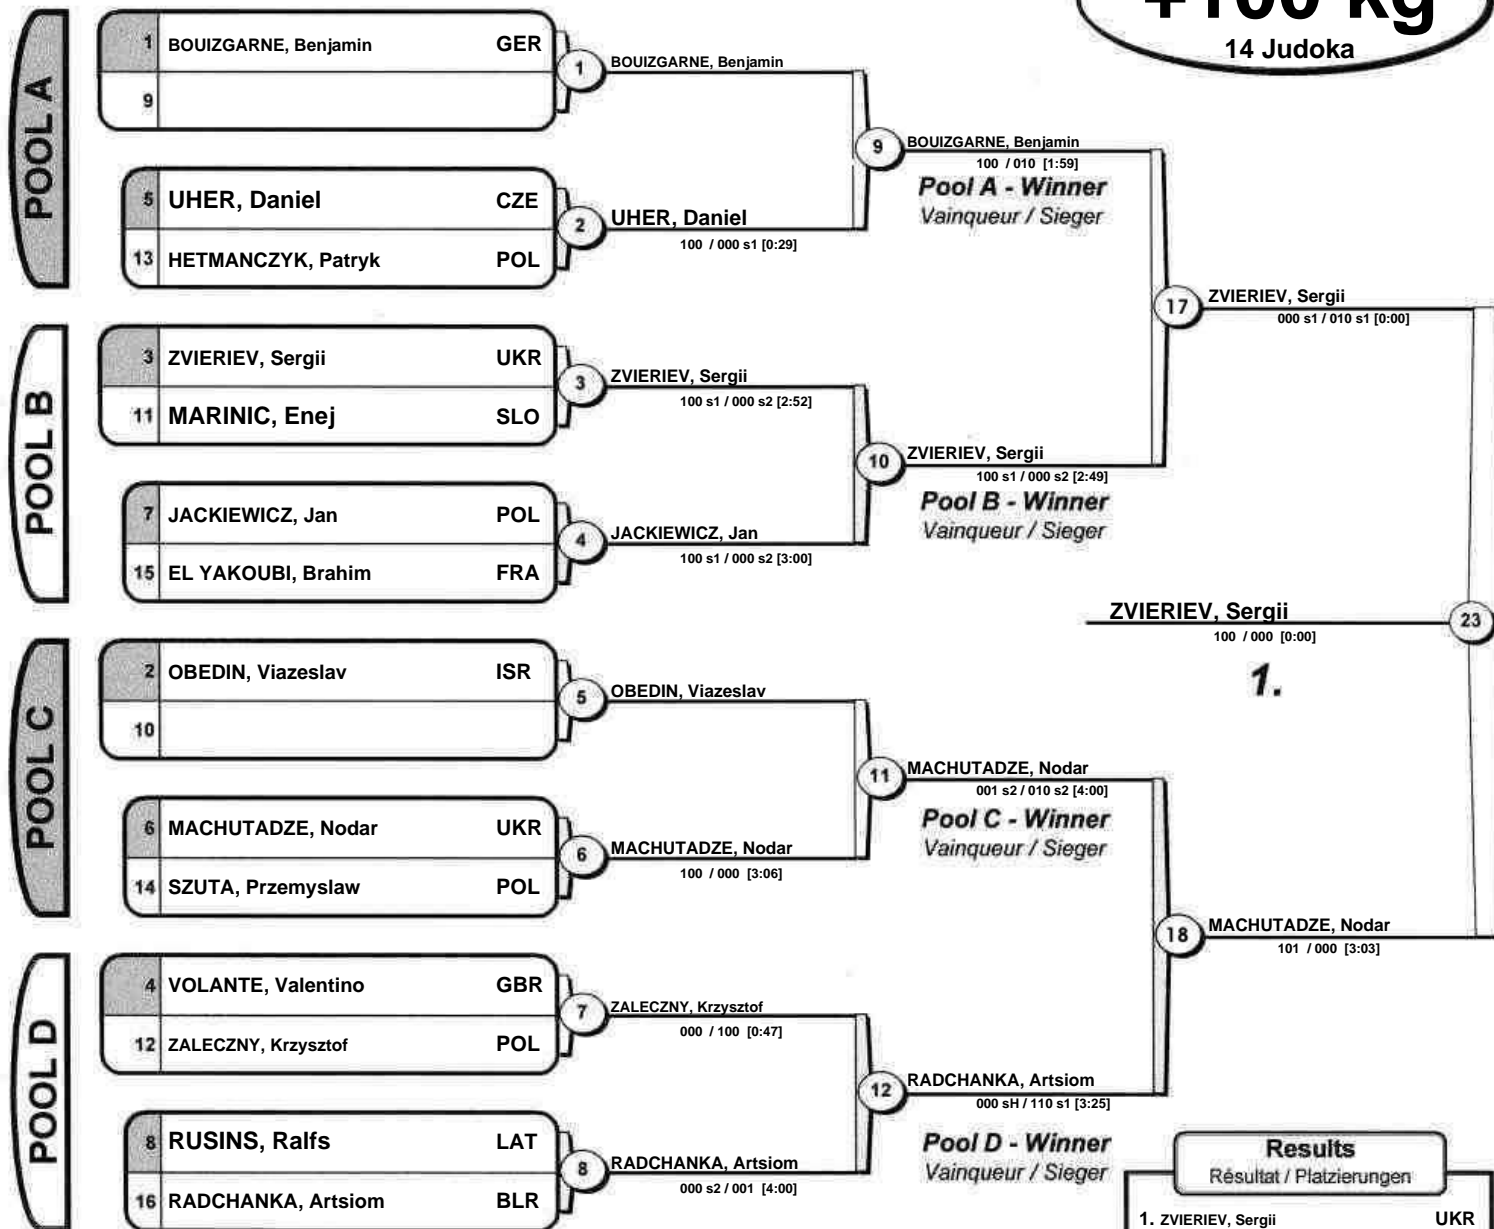 +100 kg
14 Judoka
POOL A
1 BOUIZGARNE, Benjamin GER
9
1
BOUIZGARNE, Benjamin
5 UHER, Daniel CZE
13 HETMANCZYK, Patryk POL
2
UHER, Daniel
100 / 000 s1 [0:29]
9
BOUIZGARNE, Benjamin
100 / 010 [1:59]
Pool A - Winner
Vainqueur / Sieger
POOL B
3 ZVIERIEV, Sergii UKR
11 MARINIC, Enej SLO
3
ZVIERIEV, Sergii
100 s1 / 000 s2 [2:52]
7 JACKIEWICZ, Jan POL
15 EL YAKOUBI, Brahim FRA
4
JACKIEWICZ, Jan
100 s1 / 000 s2 [3:00]
10
ZVIERIEV, Sergii
100 s1 / 000 s2 [2:49]
Pool B - Winner
Vainqueur / Sieger
17
ZVIERIEV, Sergii
000 s1 / 010 s1 [0:00]
ZVIERIEV, Sergii
23
100 / 000 [0:00]
1.
POOL C
2 OBEDIN, Viazeslav ISR
10
5
OBEDIN, Viazeslav
6 MACHUTADZE, Nodar UKR
14 SZUTA, Przemyslaw POL
6
MACHUTADZE, Nodar
100 / 000 [3:06]
11
MACHUTADZE, Nodar
001 s2 / 010 s2 [4:00]
Pool C - Winner
Vainqueur / Sieger
18
MACHUTADZE, Nodar
101 / 000 [3:03]
POOL D
4 VOLANTE, Valentino GBR
12 ZALECZNY, Krzysztof POL
7
ZALECZNY, Krzysztof
000 / 100 [0:47]
8 RUSINS, Ralfs LAT
16 RADCHANKA, Artsiom BLR
8
RADCHANKA, Artsiom
000 s2 / 001 [4:00]
12
RADCHANKA, Artsiom
000 sH / 110 s1 [3:25]
Pool D - Winner
Vainqueur / Sieger
Results
Résultat / Platzierungen
1. ZVIERIEV, Sergii UKR